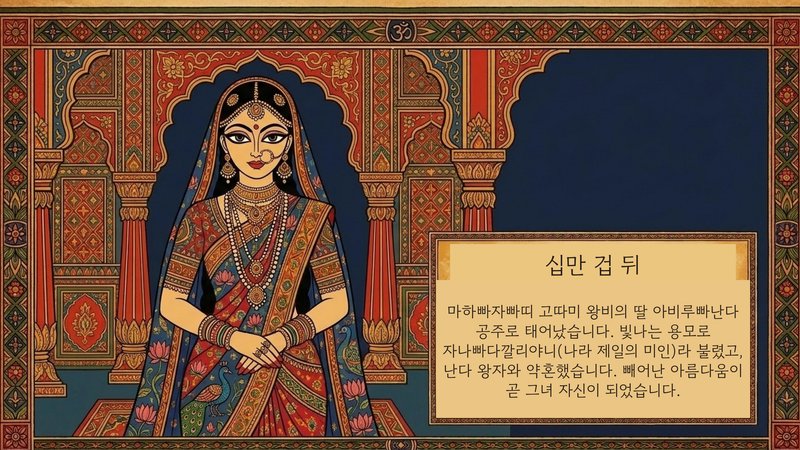 ॐ
십만 겁 뒤
마하빠자빠띠 고따미 왕비의 딸 아비루빠난다
공주로 태어났습니다. 빛나는 용모로
자나빠다깔리야니(나라 제일의 미인)라 불렸고,
난다 왕자와 약혼했습니다. 빼어난 아름다움이
곧 그녀 자신이 되었습니다.